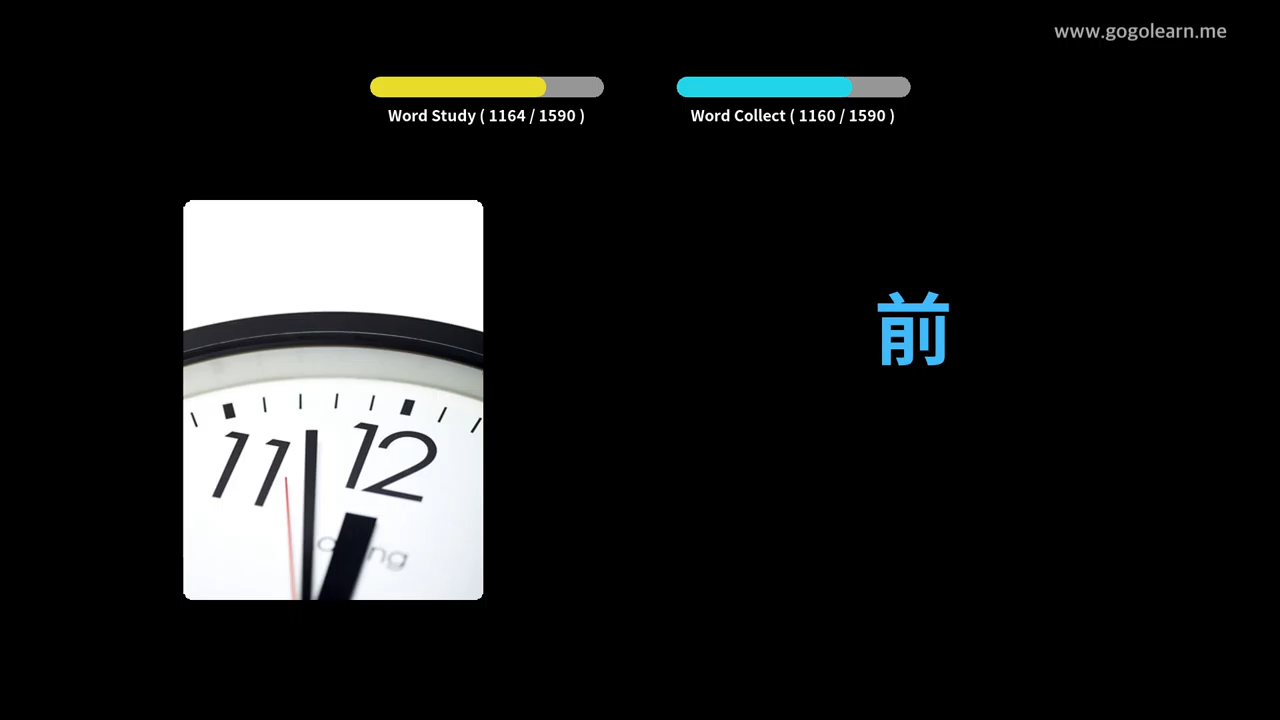 www.gogolearn.me
Word Study ( 1164 / 1590 )
Word Collect ( 1160 / 1590 )
前
11
12